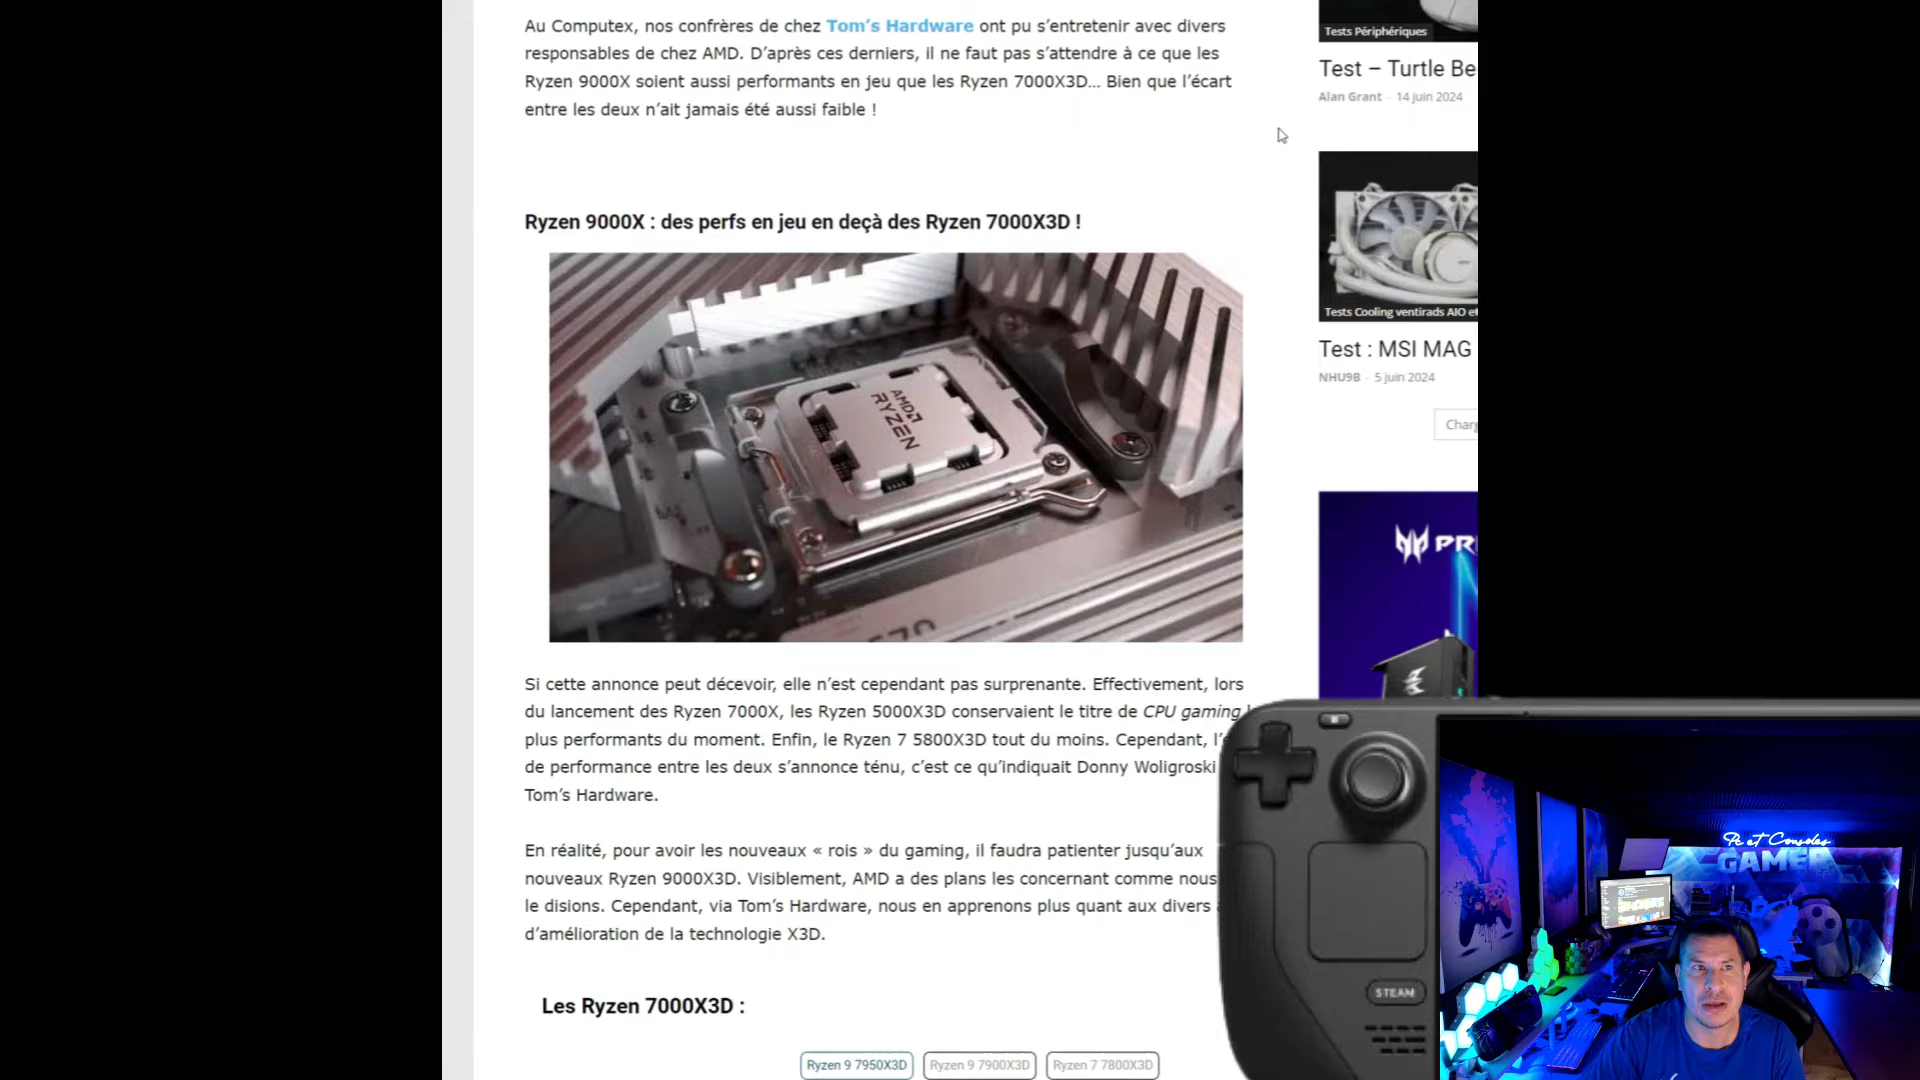 Au Computex, nos confrères de chez Tom’s Hardware ont pu s’entretenir avec divers
responsables de chez AMD. D’après ces derniers, il ne faut pas s’attendre à ce que les
Ryzen 9000X soient aussi performants en jeu que les Ryzen 7000X3D… Bien que l’écart
entre les deux n’ait jamais été aussi faible !
Ryzen 9000X : des perfs en jeu en deçà des Ryzen 7000X3D !
AMD
RYZEN
Si cette annonce peut décevoir, elle n’est cependant pas surprenante. Effectivement, lors
du lancement des Ryzen 7000X, les Ryzen 5000X3D conservaient le titre de CPU gaming
plus performants du moment. Enfin, le Ryzen 7 5800X3D tout du moins. Cependant,
de performance entre les deux s’annonce ténu, c’est ce qu’indiquait Donny Woligroski
Tom’s Hardware.
En réalité, pour avoir les nouveaux « rois » du gaming, il faudra patienter jusqu’aux
nouveaux Ryzen 9000X3D. Visiblement, AMD a des plans les concernant comme nous
le disions. Cependant, via Tom’s Hardware, nous en apprenons plus quant aux divers
d’amélioration de la technologie X3D.
Les Ryzen 7000X3D :
Ryzen 9 7950X3D
Ryzen 9 7900X3D
Ryzen 7 7800X3D
Tests Périphériques
Test – Turtle Be
Alan Grant - 14 juin 2024
Tests Cooling ventirads AIO et
Test : MSI MAG
NHU9B - 5 juin 2024
Charg
PR
STEAM
Pc et Consoles
GAMER